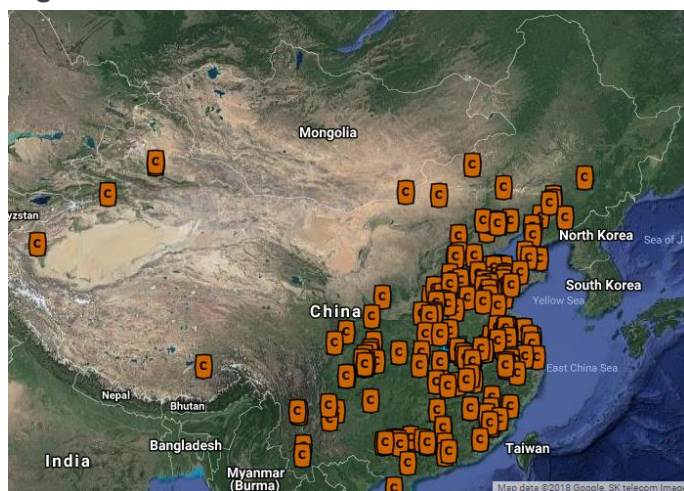 Mongolia
yzstan
North Korea
Sea of J
South Korea
China
Yellow Sea
East China Sea
Nepal
Bhutan
Bangladesh
Taiwan
India
Myanmar
(Burma)
Map data ©2018 Google, SK telecom Image